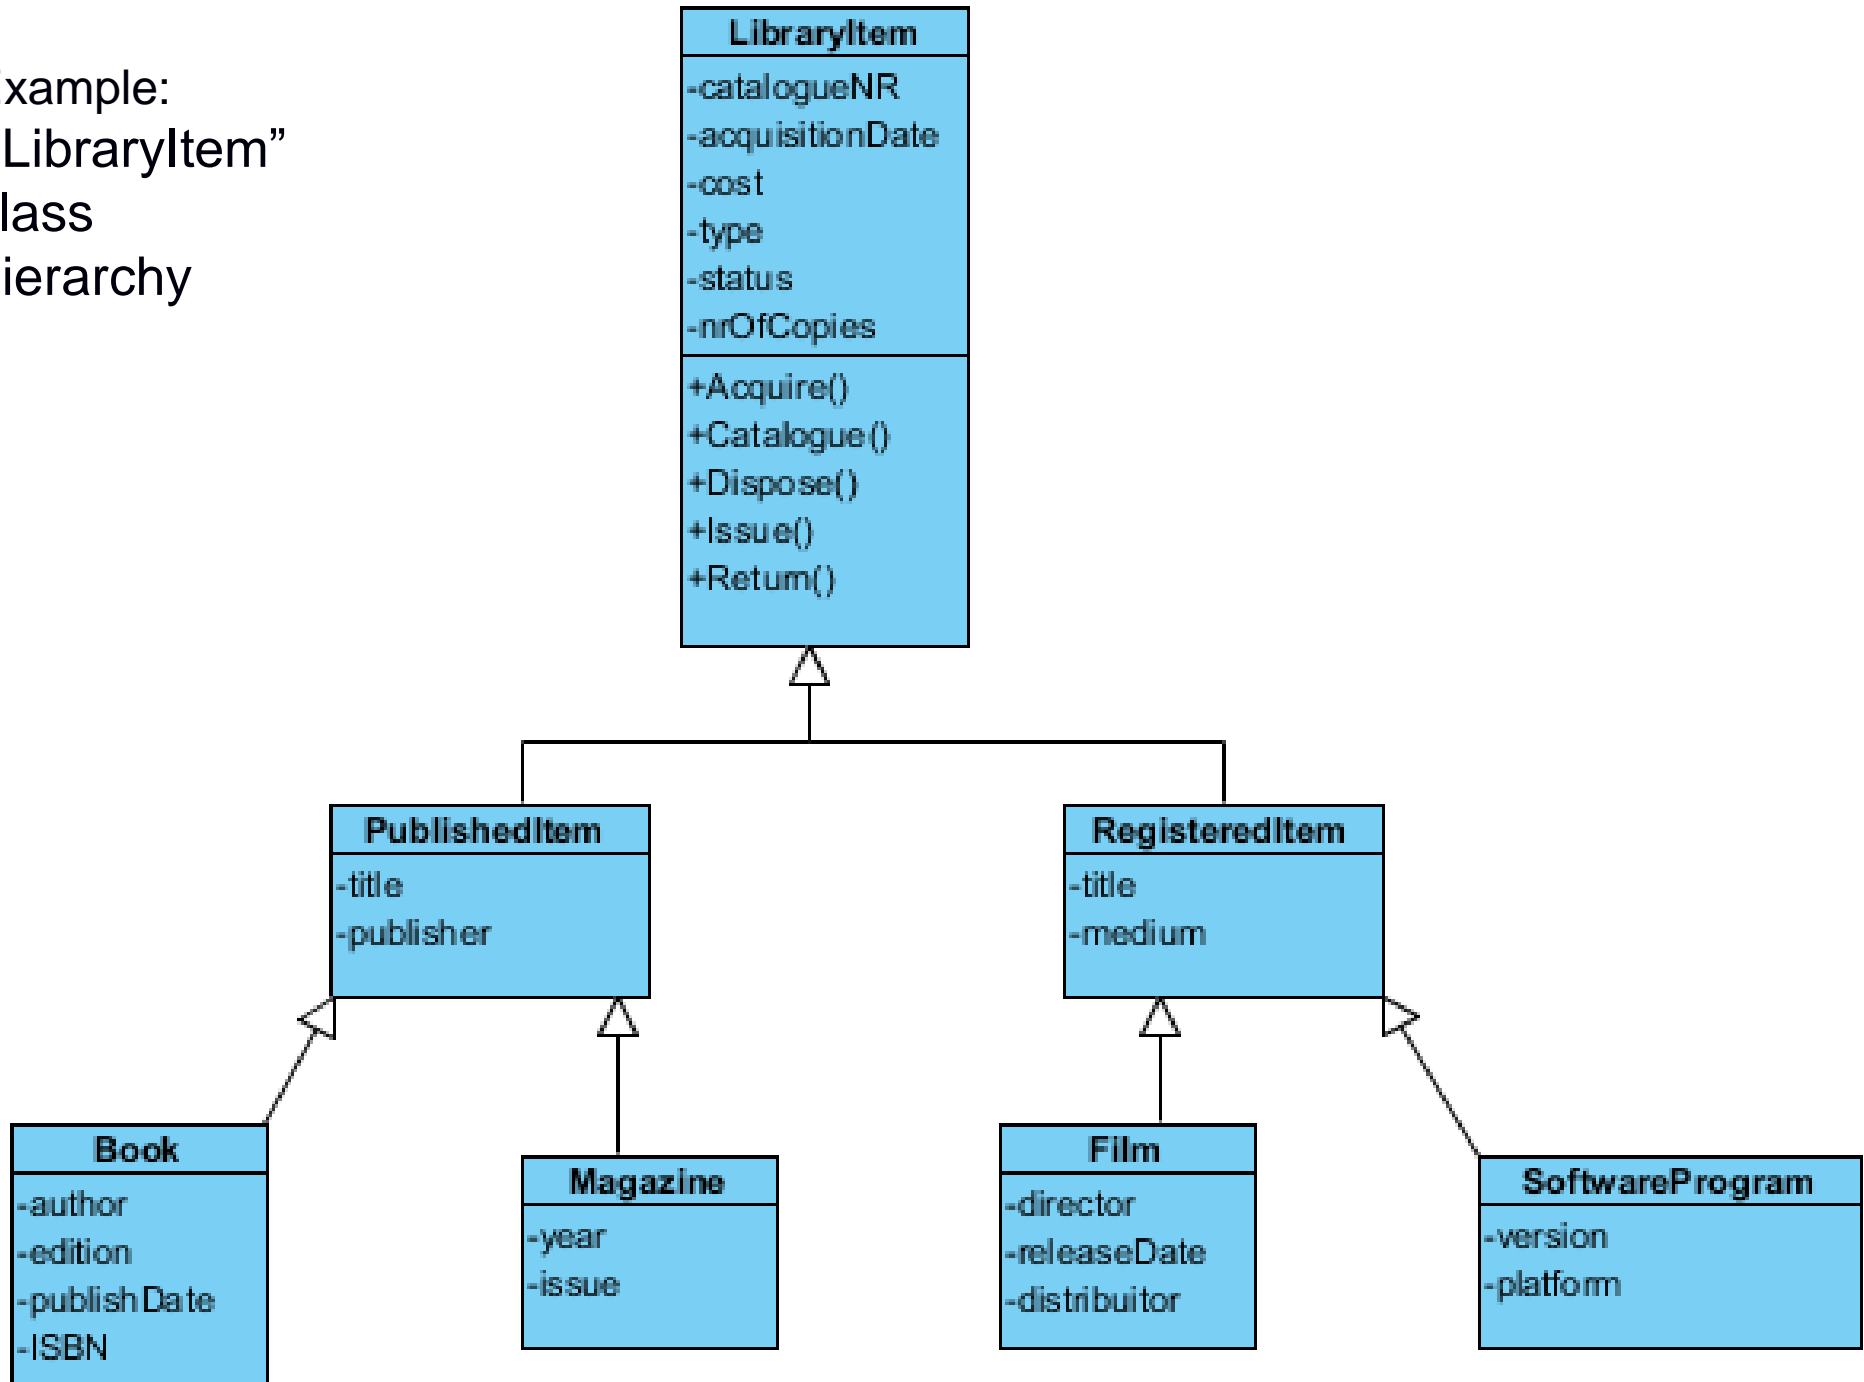 xample:
LibraryItem”
lass
ierarchy
LibraryItem
-catalogueNR
-acquisitionDate
-cost
-type
-status
-nrOfCopies
+Acquire()
+Catalogue()
+Dispose()
+Issue()
+Return()
PublishedItem
-title
-publisher
RegisteredItem
-title
-medium
Book
-author
-edition
-publishDate
-ISBN
Magazine
-year
-issue
Film
-director
-releaseDate
-distribuitor
SoftwareProgram
-version
-platform